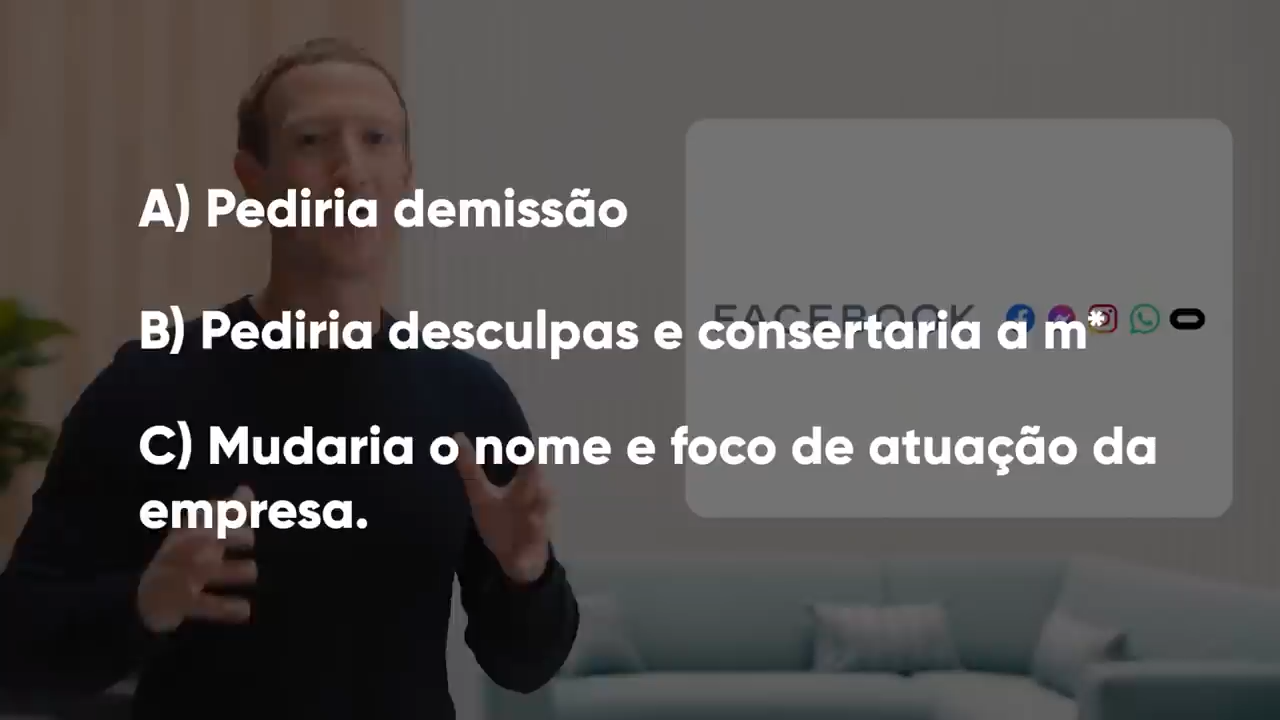 A) Pediria demissão
FACEBOOK
B) Pediria desculpas e consertaria a m*
C) Mudaria o nome e foco de atuação da
empresa.